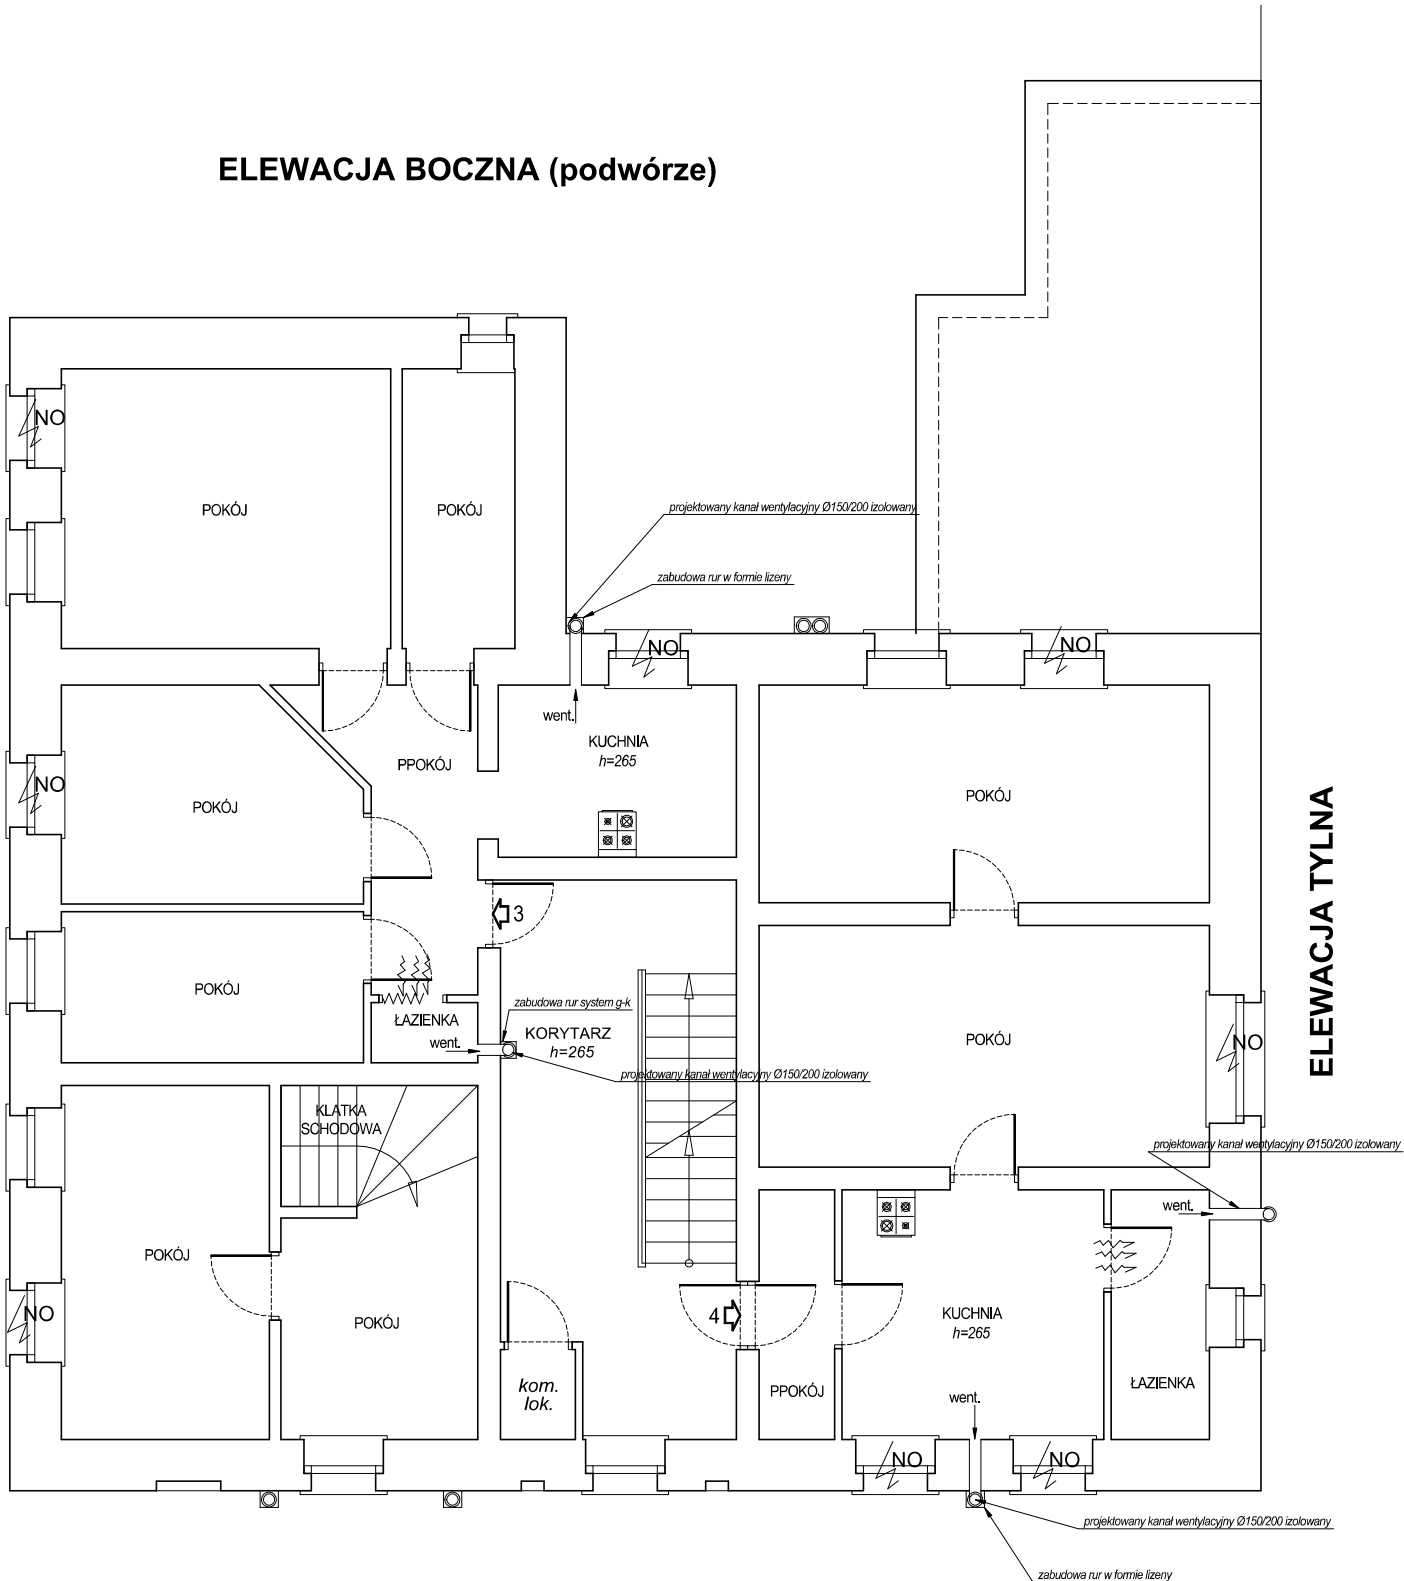 ELEWACJA BOCZNA (podwórze)
NO
POKÓJ
POKÓJ
projektowany kanał wentylacyjny Ø150/200 izolowany
zabudowa rur w formie lizeny
NO
NO
went.
KUCHNIA
h=265
PPOKÓJ
NO
POKÓJ
POKÓJ
ELEWACJA TYLNA
3
POKÓJ
zabudowa rur system g-k
ŁAZIENKA
went.
KORYTARZ
h=265
POKÓJ
NO
projektowany kanał wentylacyjny Ø150/200 izolowany
KLATKA
SCHODOWA
projektowany kanał wentylacyjny Ø150/200 izolowany
went.
POKÓJ
NO
POKÓJ
4
KUCHNIA
h=265
kom.
lok.
PPOKÓJ
ŁAZIENKA
went.
NO
NO
projektowany kanał wentylacyjny Ø150/200 izolowany
zabudowa rur w formie lizeny